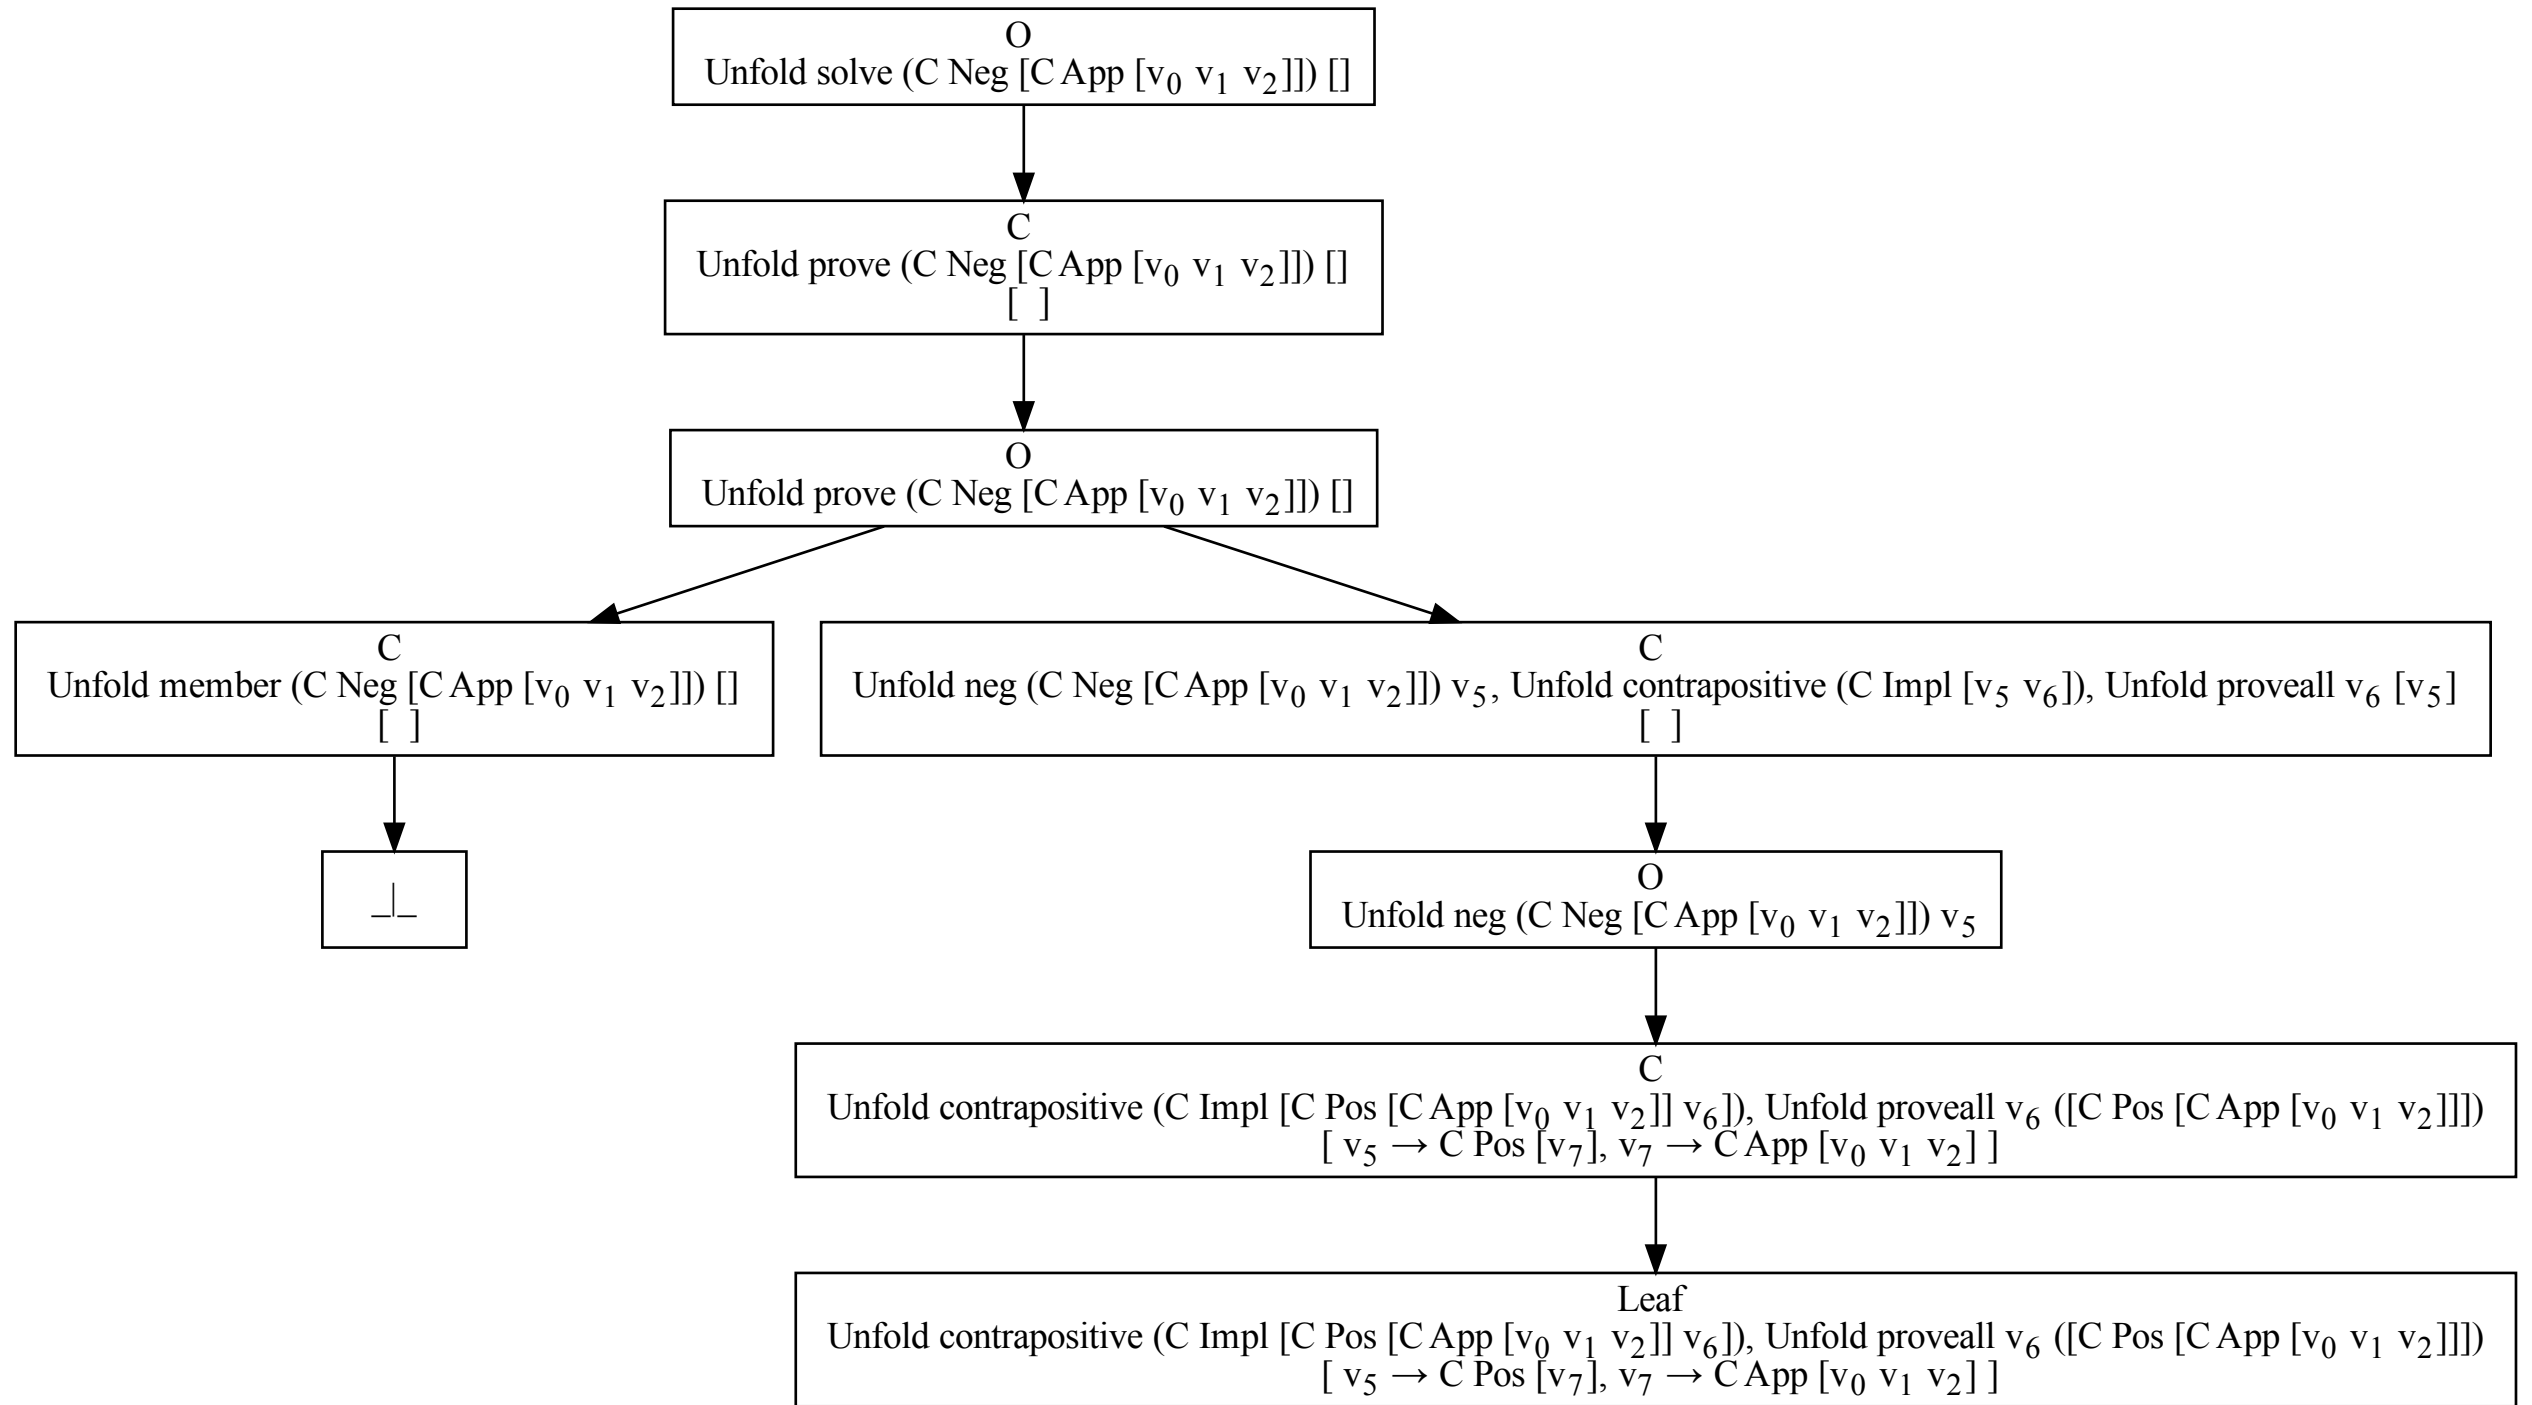 O
Unfold solve (C Neg [C App [v₀ v₁ v₂]]) []
C
Unfold prove (C Neg [C App [v₀ v₁ v₂]]) []
[ ]
O
Unfold prove (C Neg [C App [v₀ v₁ v₂]]) []
C
Unfold member (C Neg [C App [v₀ v₁ v₂]]) []
[ ]
C
Unfold neg (C Neg [C App [v₀ v₁ v₂]]) v₅, Unfold contrapositive (C Impl [v₅ v₆]), Unfold proveall v₆ [v₅]
[ ]
_|_
O
Unfold neg (C Neg [C App [v₀ v₁ v₂]]) v₅
C
Unfold contrapositive (C Impl [C Pos [C App [v₀ v₁ v₂]] v₆]), Unfold proveall v₆ ([C Pos [C App [v₀ v₁ v₂]]])
[ v₅ → C Pos [v₇], v₇ → C App [v₀ v₁ v₂] ]
Leaf
Unfold contrapositive (C Impl [C Pos [C App [v₀ v₁ v₂]] v₆]), Unfold proveall v₆ ([C Pos [C App [v₀ v₁ v₂]]])
[ v₅ → C Pos [v₇], v₇ → C App [v₀ v₁ v₂] ]